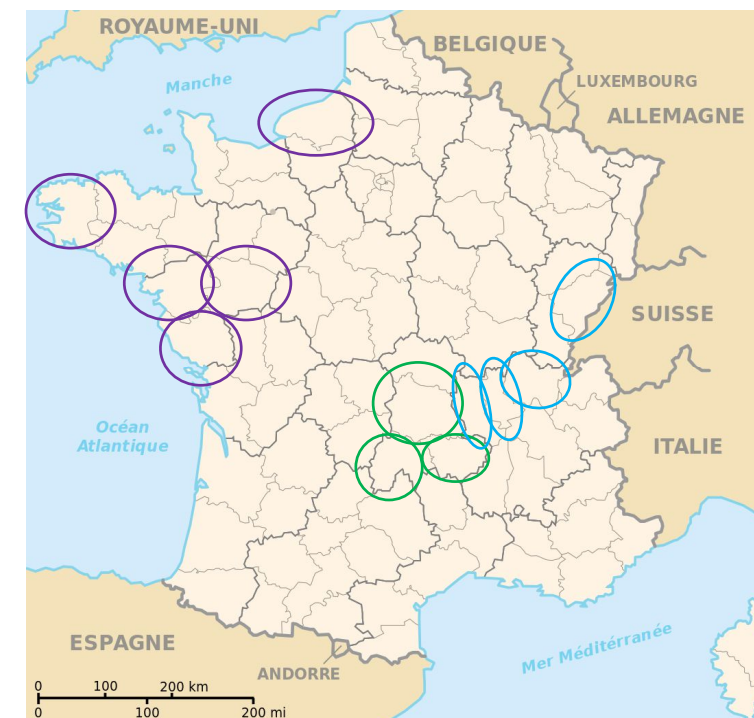 ROYAUME-UNI
BELGIQUE
Manche
LUXEMBOURG
ALLEMAGNE
SUISSE
Océan
Atlantique
ITALIE
ESPAGNE
ANDORRE
Mer Méditérranée
0 100 200 km
0 100 200 mi